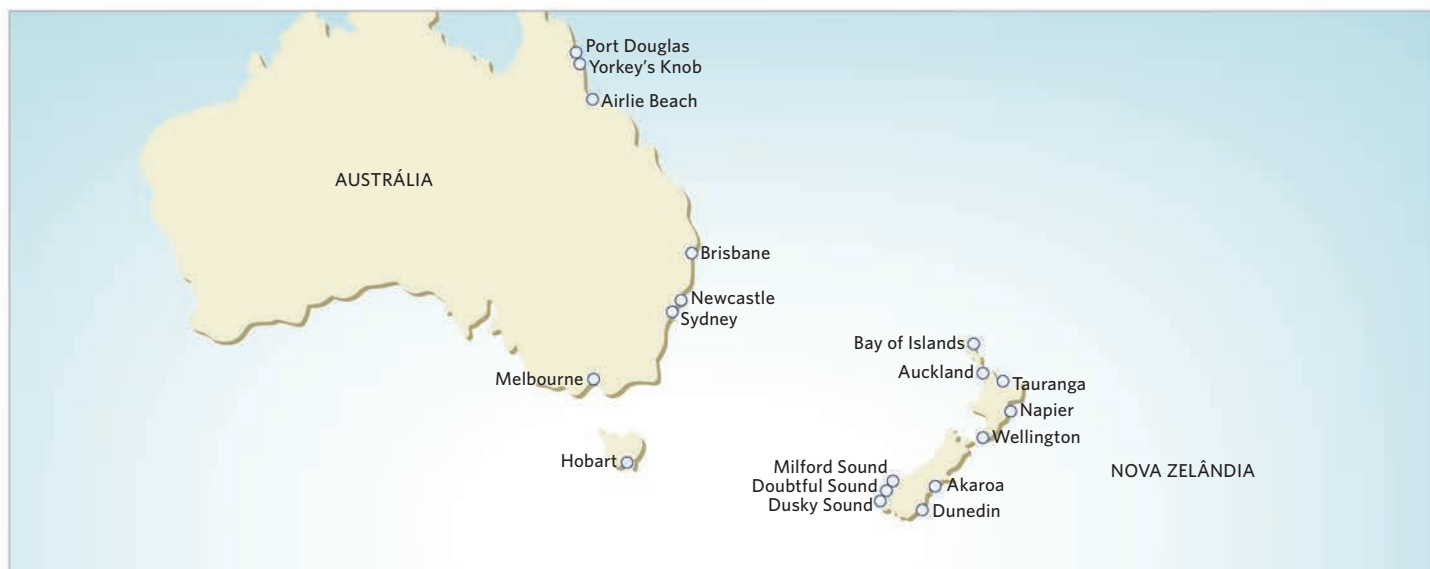 Port Douglas
Yorkey's Knob
Airlie Beach
AUSTRÁLIA
Brisbane
Newcastle
Sydney
Melbourne
Hobart
Bay of Islands
Auckland
Tauranga
Napier
Wellington
Milford Sound
Doubtful Sound
Dusky Sound
Akaroa
Dunedin
NOVA ZELÂNDIA